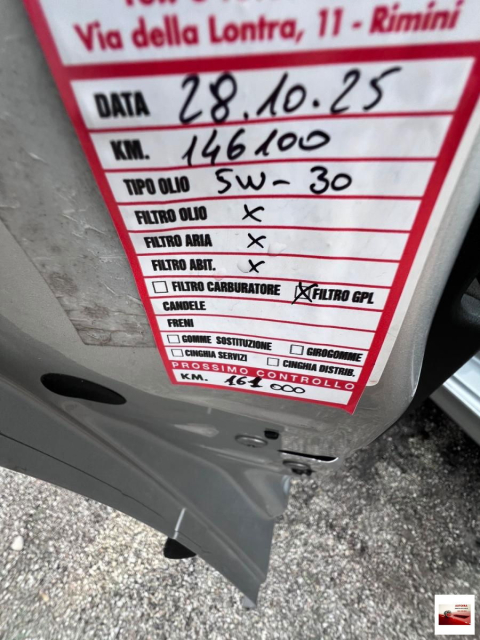 Via della Lontra, 11 - Rimini
DATA 28.10.25
KM. 146100
TIPO OLIO 5W-30
FILTRO OLIO X
FILTRO ARIA X
FILTRO ABIT. X
FILTRO CARBURATORE X FILTRO GPL
CANDELE
FRENI
GOMME SOSTITUZIONE GIROGOMME
CINGHIA SERVIZI CINGHIA DISTRIB.
PROSSIMO CONTROLLO
KM. 161000